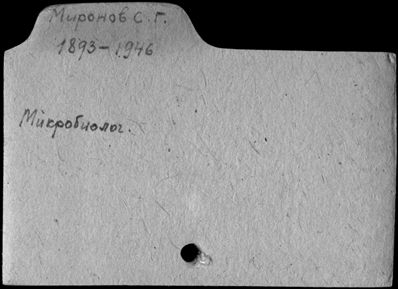 Миронов С. Г.
1893-1946
Микробиолог.